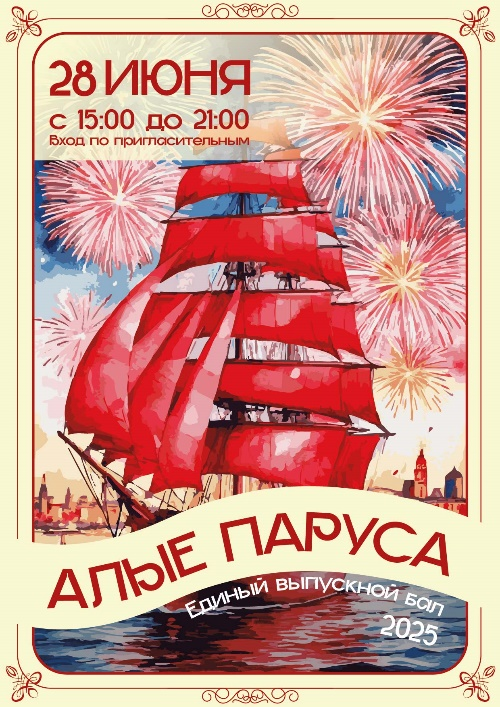 28 ИЮНЯ
с 15:00 до 21:00
Вход по пригласительным
АЛЫЕ ПАРУСА
Единый выпускной бал
2025